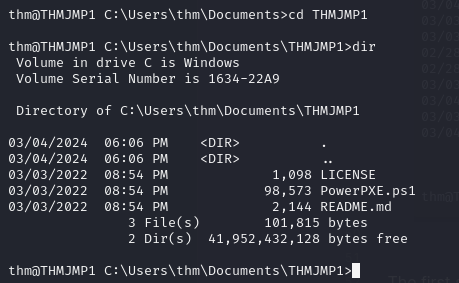 thm@THMJMP1 C:\Users\thm\Documents>cd THMJMP1
thm@THMJMP1 C:\Users\thm\Documents\THMJMP1>dir
 Volume in drive C is Windows
 Volume Serial Number is 1634-22A9
 Directory of C:\Users\thm\Documents\THMJMP1
03/04/2024  06:06 PM    <DIR>          .
03/04/2024  06:06 PM    <DIR>          ..
03/03/2022  08:54 PM             1,098 LICENSE
03/03/2022  08:54 PM            98,573 PowerPXE.ps1
03/03/2022  08:54 PM             2,144 README.md
               3 File(s)        101,815 bytes
               2 Dir(s)  41,952,432,128 bytes free
thm@THMJMP1 C:\Users\thm\Documents\THMJMP1>